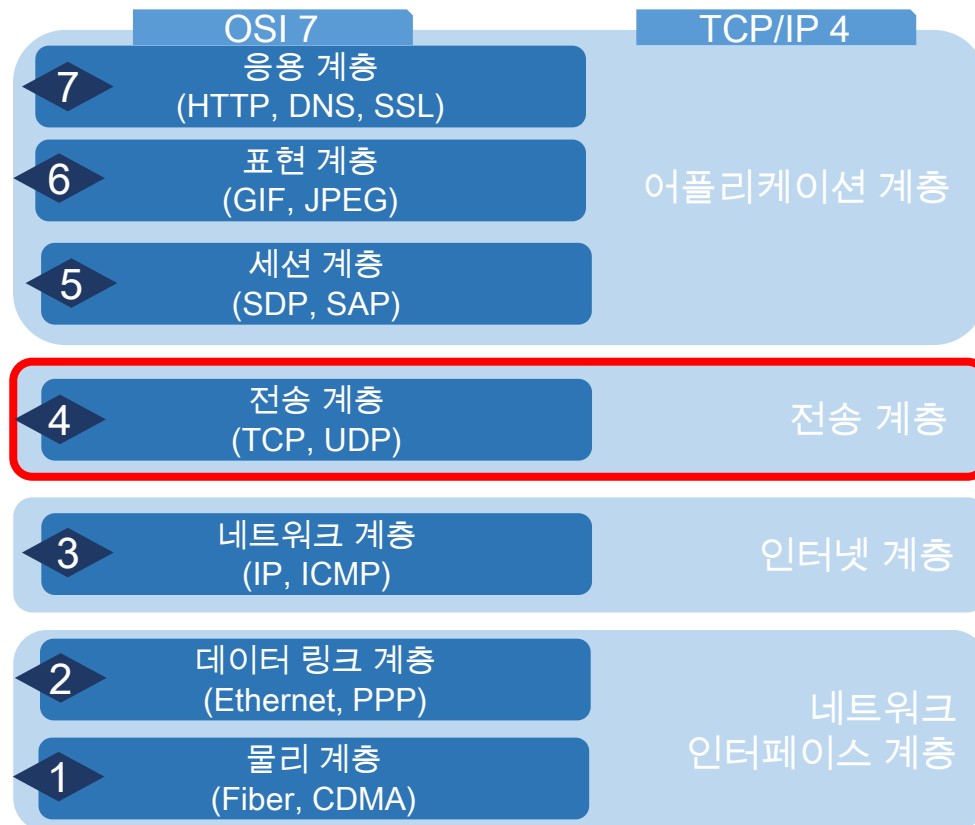 OSI 7
TCP/IP 4
7
응용 계층
(HTTP, DNS, SSL)
6
표현 계층
(GIF, JPEG)
어플리케이션 계층
5
세션 계층
(SDP, SAP)
4
전송 계층
(TCP, UDP)
전송 계층
3
네트워크 계층
(IP, ICMP)
인터넷 계층
2
데이터 링크 계층
(Ethernet, PPP)
네트워크
인터페이스 계층
1
물리 계층
(Fiber, CDMA)